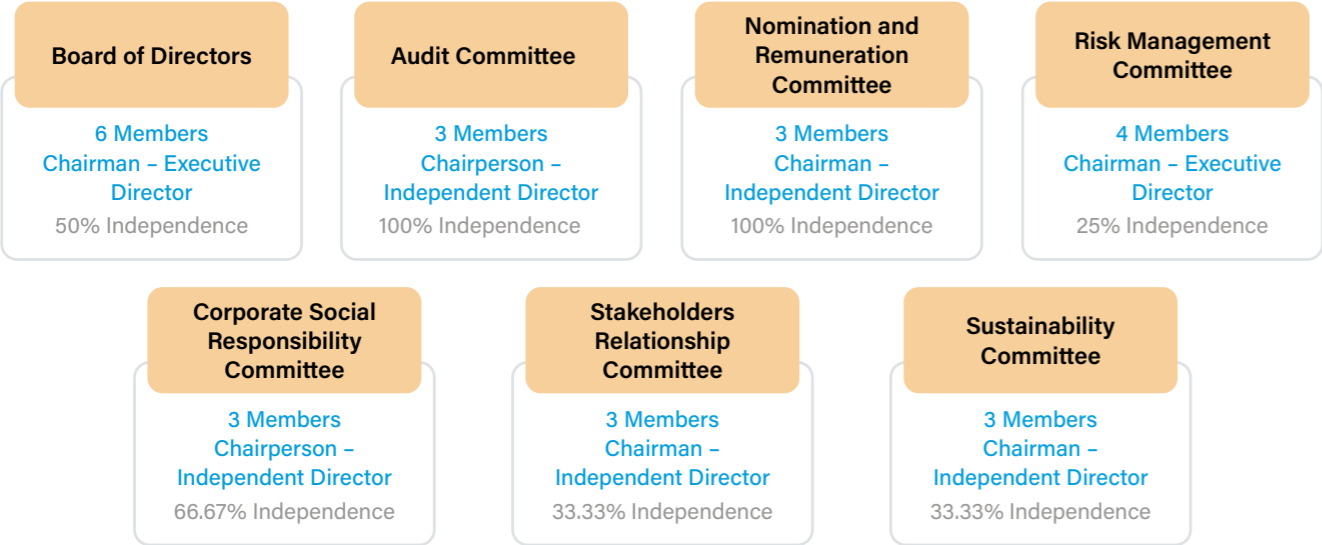 Board of Directors
6 Members
Chairman – Executive
Director
50% Independence
Audit Committee
3 Members
Chairperson –
Independent Director
100% Independence
Nomination and
Remuneration
Committee
3 Members
Chairman –
Independent Director
100% Independence
Risk Management
Committee
4 Members
Chairman – Executive
Director
25% Independence
Corporate Social
Responsibility
Committee
3 Members
Chairperson –
Independent Director
66.67% Independence
Stakeholders
Relationship
Committee
3 Members
Chairman –
Independent Director
33.33% Independence
Sustainability
Committee
3 Members
Chairman –
Independent Director
33.33% Independence